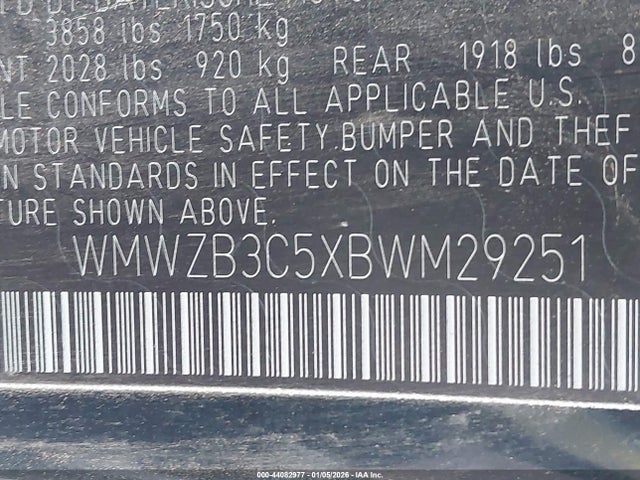 3858 lbs 1750 kg
NT 2028 lbs 920 kg REAR 1918 lbs 8
LE CONFORMS TO ALL APPLICABLE U.S.
MOTOR VEHICLE SAFETY.BUMPER AND THEF
N STANDARDS IN EFFECT ON THE DATE OF
TURE SHOWN ABOVE.
WMWZB3C5XBWM29251
000-44082977 - 01/05/2026 - IAA Inc.